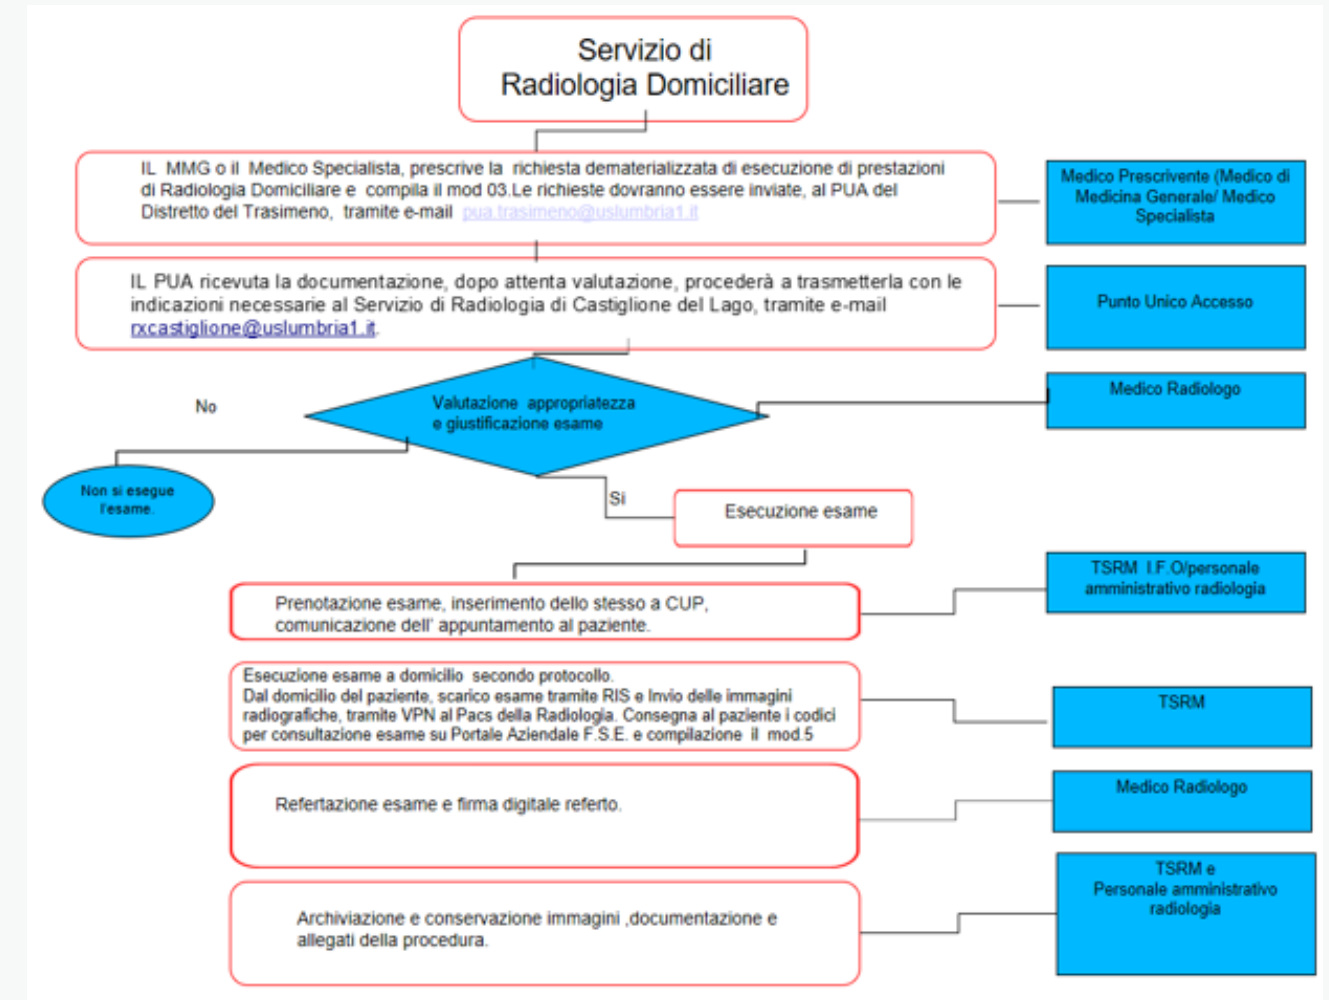 Servizio di
Radiologia Domiciliare
IL MMG o il Medico Specialista, prescrive la richiesta dematerializzata di esecuzione di prestazioni
di Radiologia Domiciliare e compila il mod 03.Le richieste dovranno essere inviate, al PUA del
Distretto del Trasimeno, tramite e-mail pua.trasimeno@uslumbria1.it
Medico Prescrivente (Medico di
Medicina Generale/ Medico
Specialista
IL PUA ricevuta la documentazione, dopo attenta valutazione, procederà a trasmetterla con le
indicazioni necessarie al Servizio di Radiologia di Castiglione del Lago, tramite e-mail
rxcastiglione@uslumbria1.it.
Punto Unico Accesso
Medico Radiologo
No
Valutazione appropriatezza
e giustificazione esame
Non si esegue
l'esame.
Si
Esecuzione esame
TSRM I.F.O/personale
amministrativo radiologia
Prenotazione esame, inserimento dello stesso a CUP,
comunicazione dell' appuntamento al paziente.
Esecuzione esame a domicilio secondo protocollo.
Dal domicilio del paziente, scarico esame tramite RIS e Invio delle immagini
radiografiche, tramite VPN al Pacs della Radiologia. Consegna al paziente i codici
per consultazione esame su Portale Aziendale F.S.E. e compilazione il mod.5
TSRM
Refertazione esame e firma digitale referto.
Medico Radiologo
Archiviazione e conservazione immagini ,documentazione e
allegati della procedura.
TSRM e
Personale amministrativo
radiologia